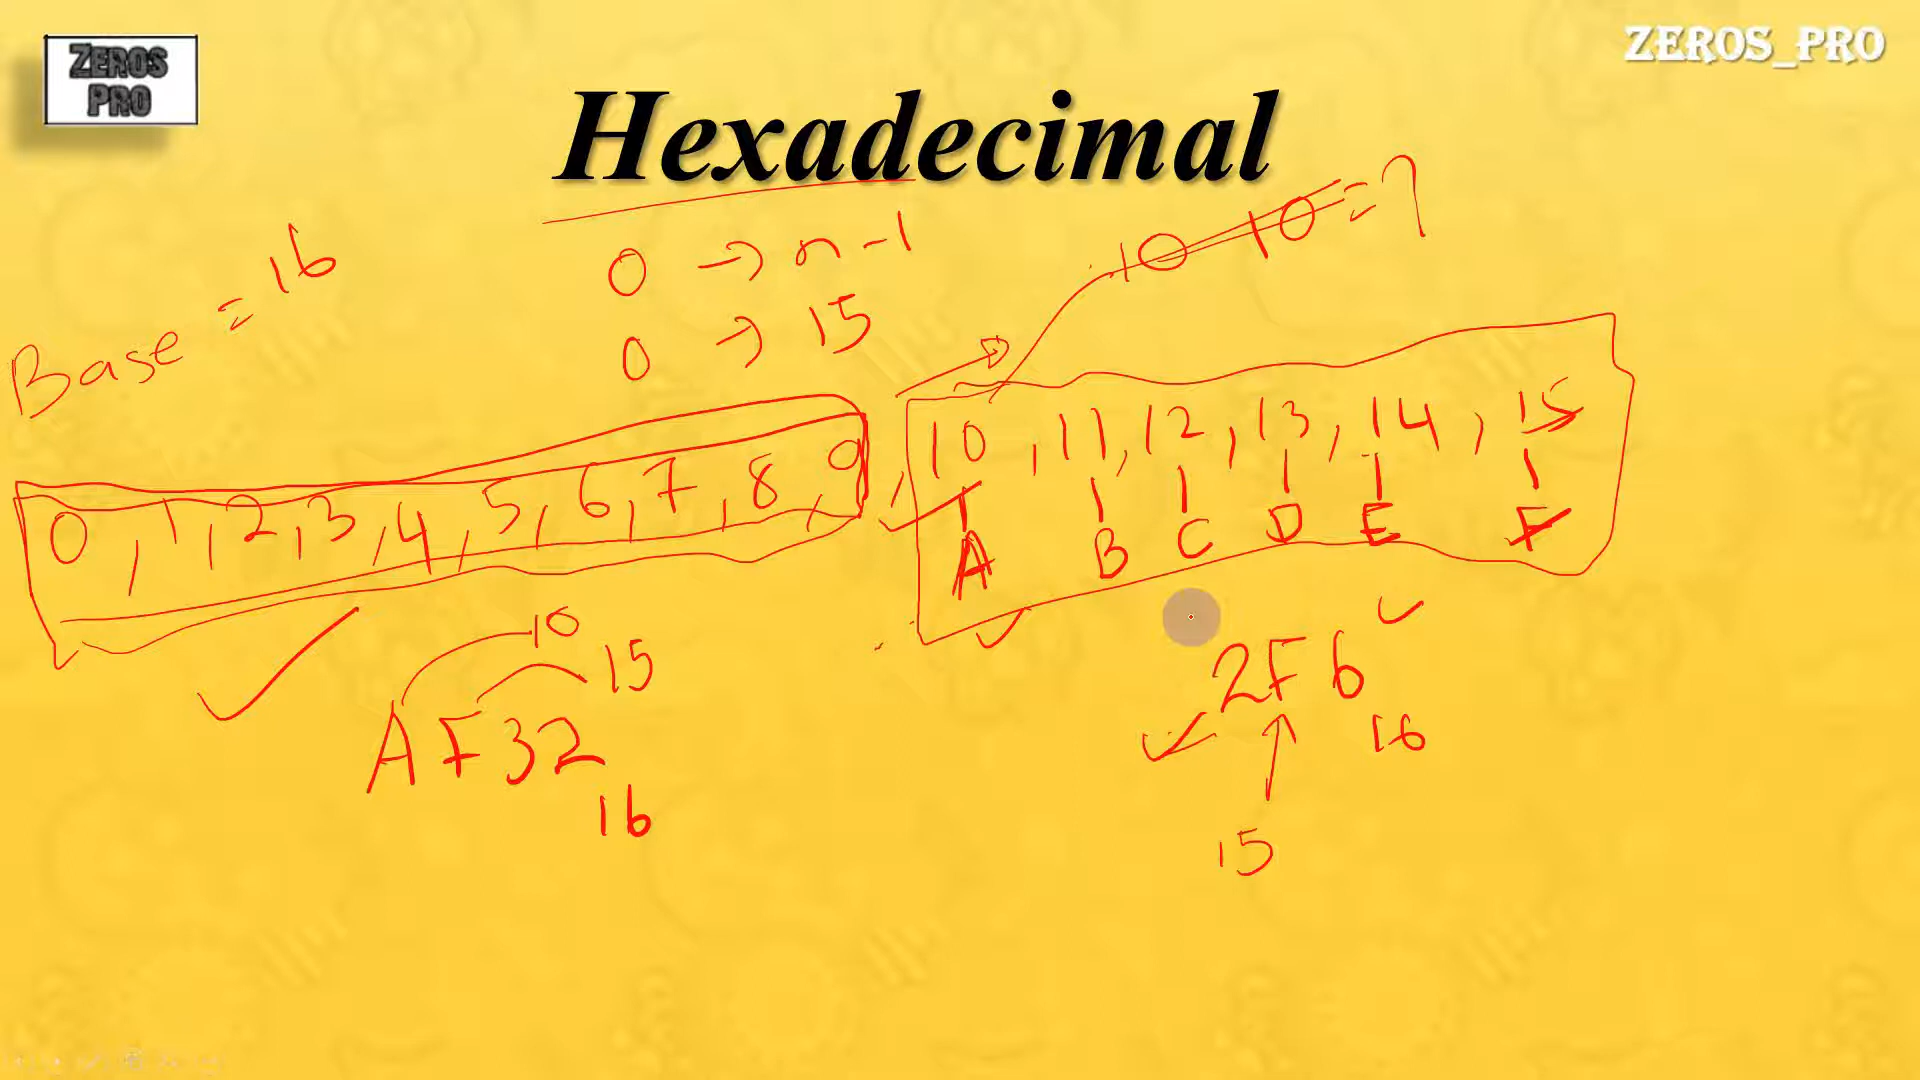 ZEROS
PRO
ZEROS_PRO
Hexadecimal
Base = 16
0 → n-1
0 → 15
10 10 = ?
0, 1, 2, 3, 4, 5, 6, 7, 8, 9, 10, 11, 12, 13, 14, 15
A B C D E F
10
15
AF32
16
2F6
16
15